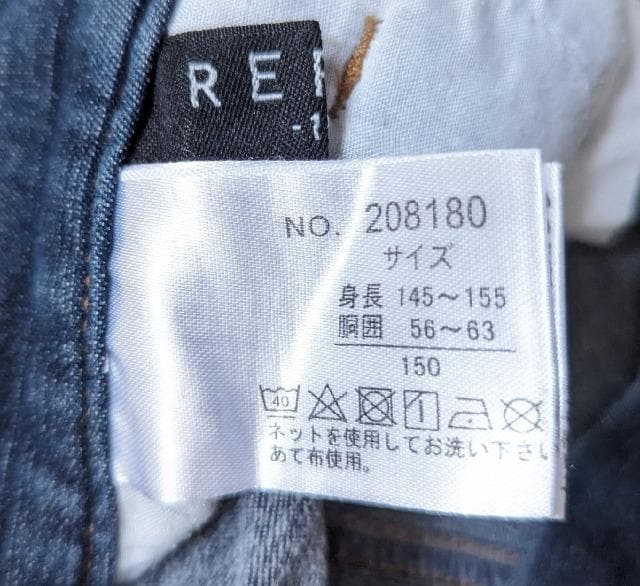 RE
NO. 208180
サイズ
身長 145～155
胴囲 56～63
150
40
ネットを使用してお洗い下さい
あて布使用。